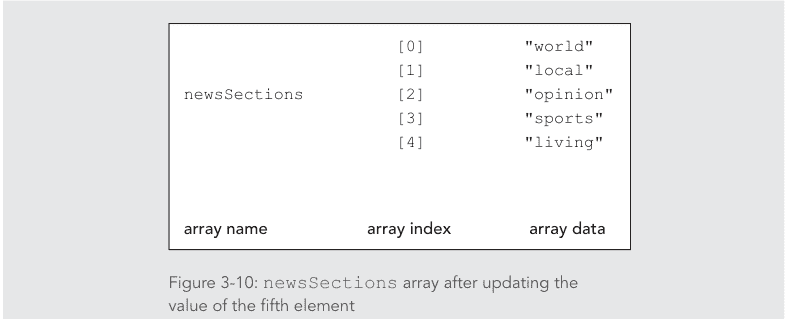 [0] "world"
[1] "local"
newsSections [2] "opinion"
[3] "sports"
[4] "living"
array name array index array data
Figure 3-10: newsSections array after updating the
value of the fifth element